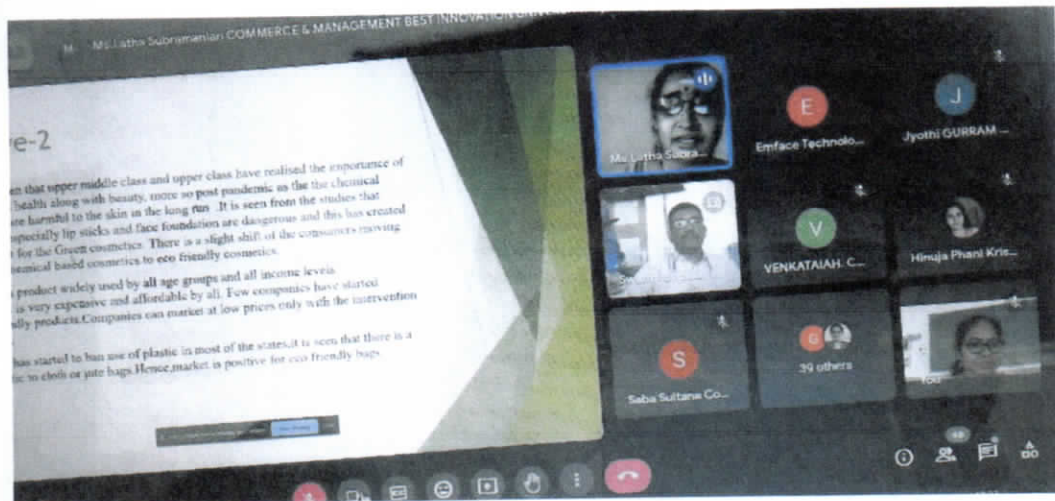 M Ms.Latha Subramanian COMMERCE & MANAGEMENT BEST INNOVATION
ve-2
en that upper middle class and upper class have realised the importance of
health along with beauty, more so post pandemic as the the chemical
are harmful to the skin in the long run .It is seen from the studies that
especially lip sticks and face foundation are dangerous and this has created
for the Green cosmetics. There is a slight shift of the consumers moving
chemical based cosmetics to eco friendly cosmetics.
product widely used by all age groups and all income levels
is very expensive and affordable by all. Few companies have started
dly products.Companies can market at low prices only with the intervention
has started to ban use of plastic in most of the states,it is seen that there is a
tic to cloth or jute bags.Hence,market is positive for eco friendly bags
Ms Latha Subra...
E
Emface Technolo...
J
Jyothi GURRAM ...
V
VENKATAIAH. C...
Himuja Phani Kris...
S
Saba Sultana Co...
G
39 others
You